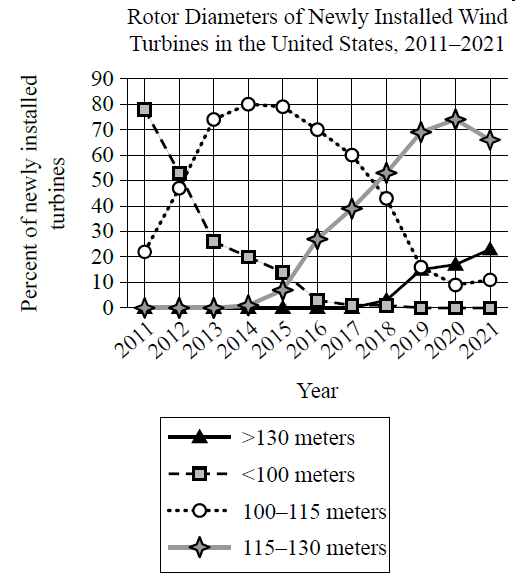 Rotor Diameters of Newly Installed Wind
Turbines in the United States, 2011–2021
Percent of newly installed
turbines
90
80
70
60
50
40
30
20
10
0
2011
2012
2013
2014
2015
2016
2017
2018
2019
2020
2021
Year
>130 meters
<100 meters
100–115 meters
115–130 meters